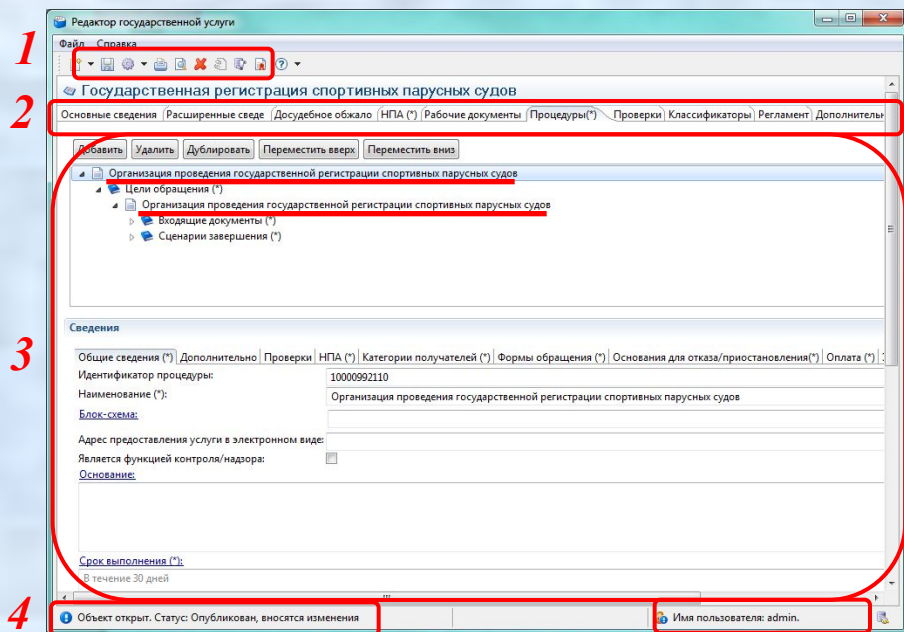 Редактор государственной услуги
Файл Справка
1
Государственная регистрация спортивных парусных судов
2
Основные сведения Расширенные сведе Досудебное обжало НПА (*) Рабочие документы Процедуры(*) Проверки Классификаторы Регламент Дополнительн
Добавить Удалить Дублировать Переместить вверх Переместить вниз
Организация проведения государственной регистрации спортивных парусных судов
Цели обращения (*)
Организация проведения государственной регистрации спортивных парусных судов
Входящие документы (*)
Сценарии завершения (*)
Сведения
3
Общие сведения (*) Дополнительно Проверки НПА (*) Категории получателей (*) Формы обращения (*) Основания для отказа/приостановления(*) Оплата (*)
Идентификатор процедуры: 10000992110
Наименование (*): Организация проведения государственной регистрации спортивных парусных судов
Блок-схема:
Адрес предоставления услуги в электронном виде:
Является функцией контроля/надзора:
Основание:
Срок выполнения (*):
В течение 30 дней
4
Объект открыт. Статус: Опубликован, вносятся изменения Имя пользователя: admin.